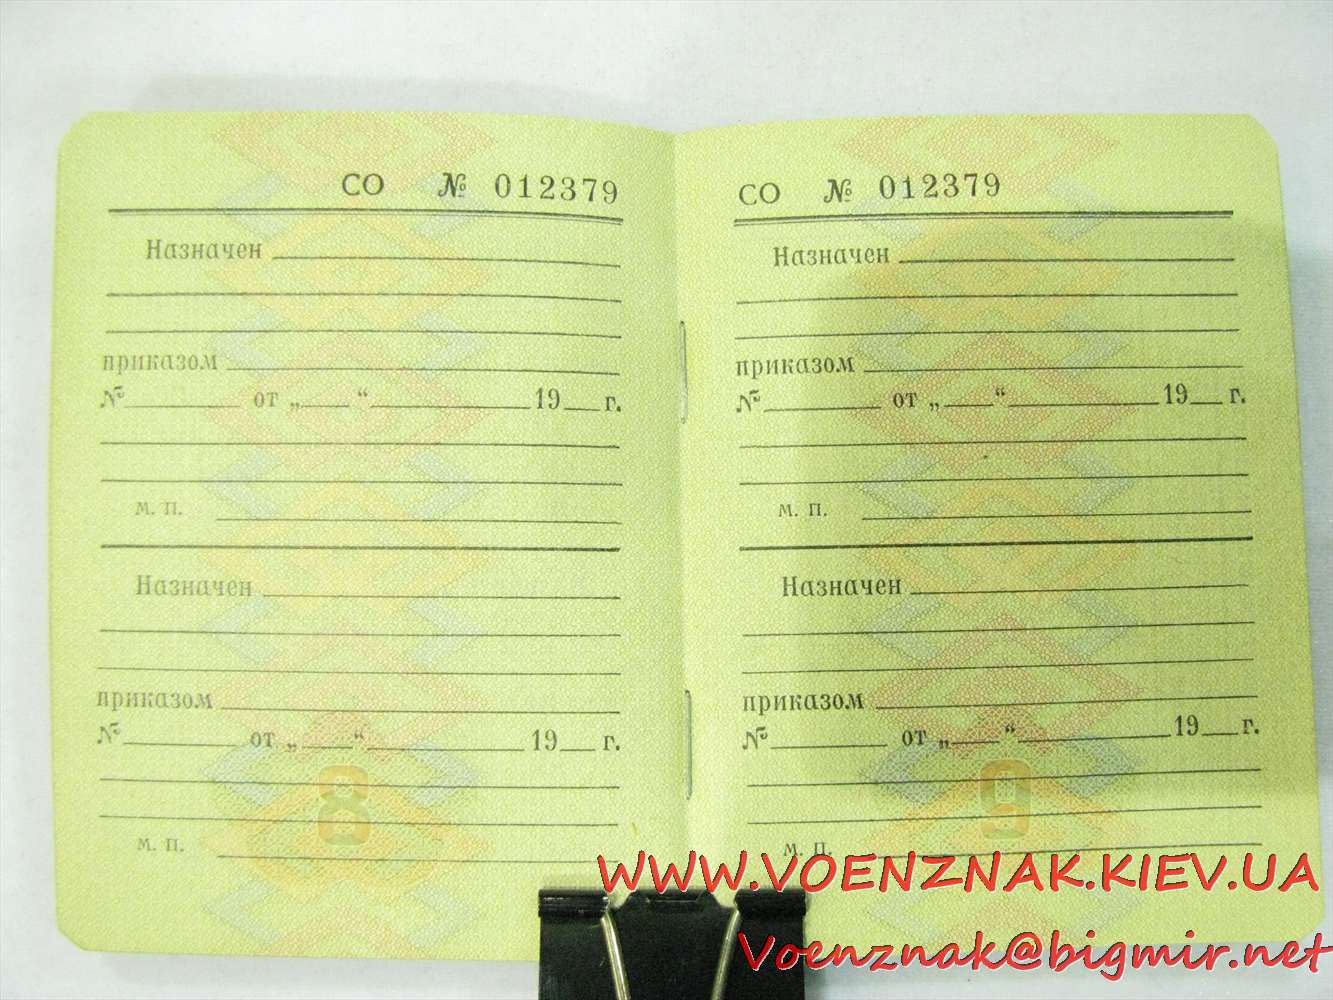 СО № 012379
Назначен
приказом
№ от „ “ 19 г.
м. п.
Назначен
приказом
№ от „ “ 19 г.
8
м. п.
СО № 012379
Назначен
приказом
№ от „ “ 19 г.
м. п.
Назначен
приказом
№ от „ “ 19 г.
9
м. п.
WWW.VOENZNAK.KIEV.UA
Voenznak@bigmir.net